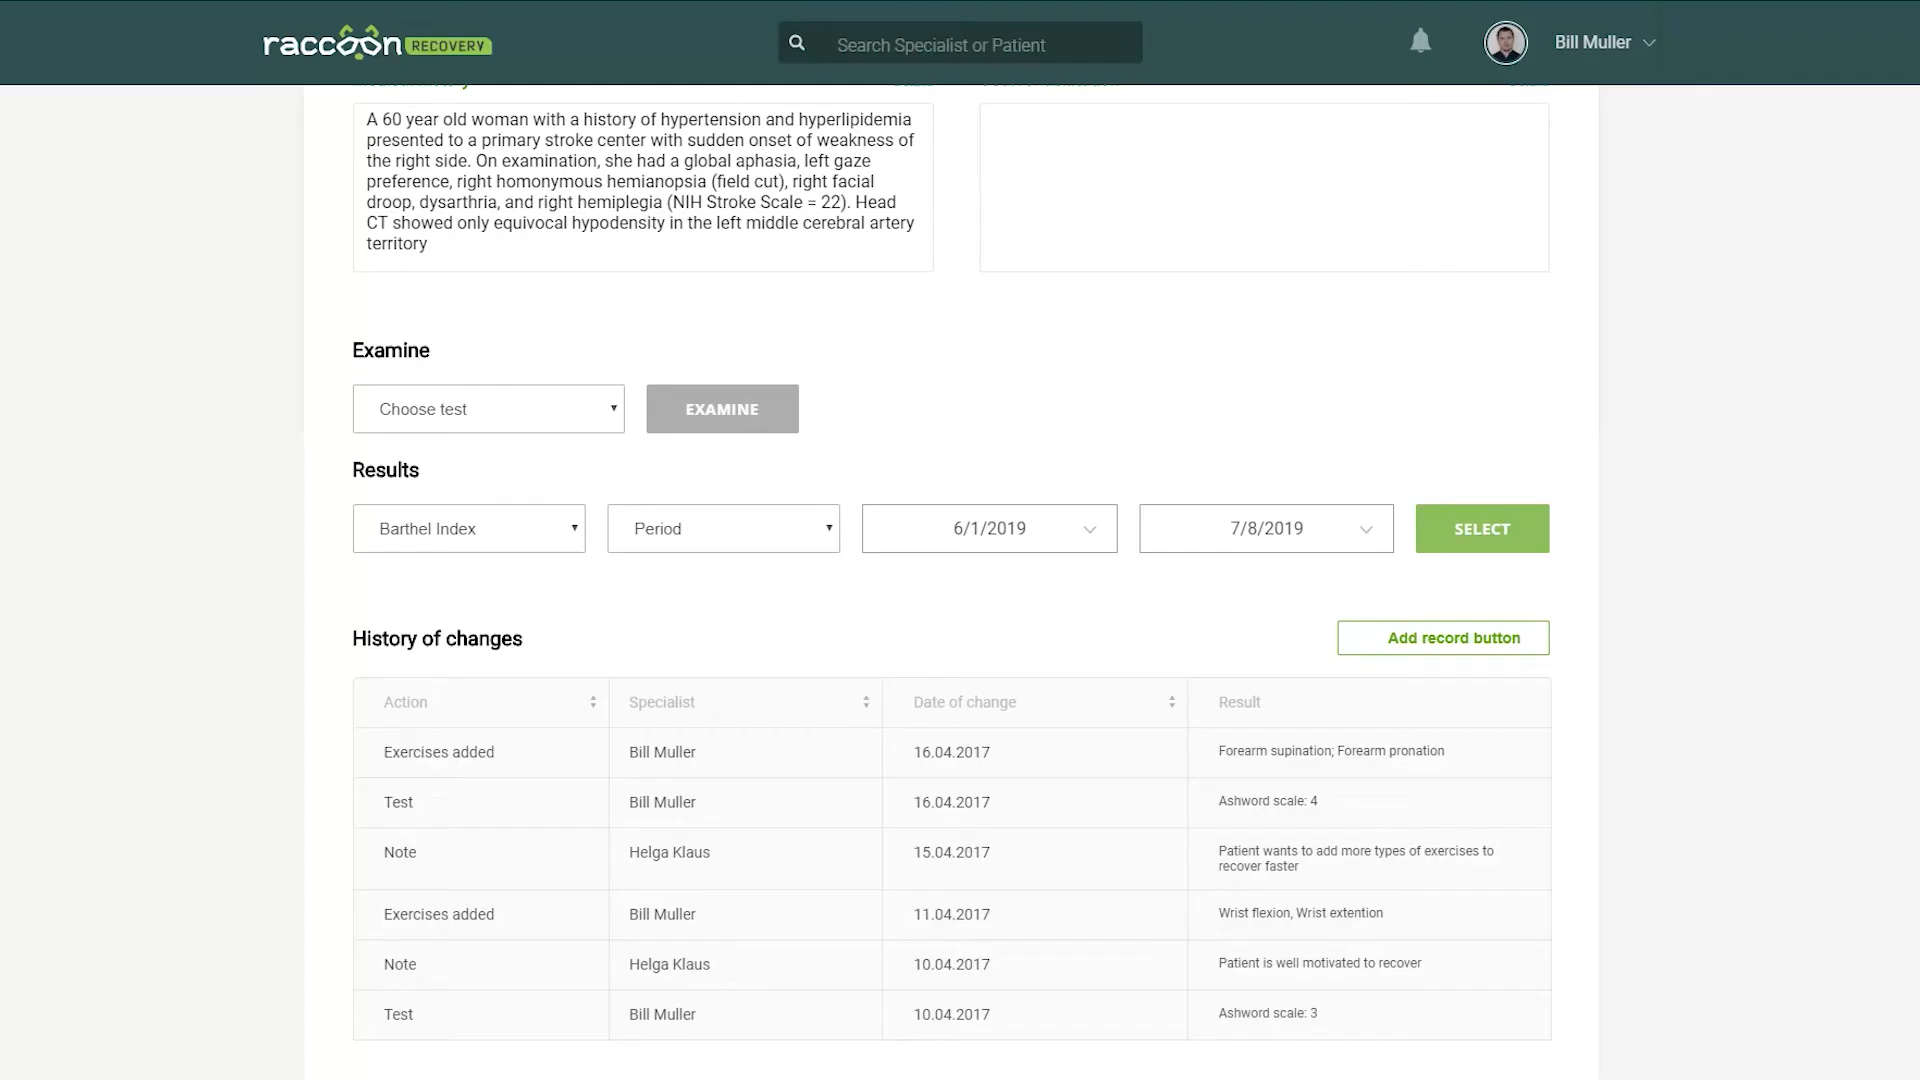 raccoon RECOVERY
Search Specialist or Patient
Bill Muller
A 60 year old woman with a history of hypertension and hyperlipidemia
presented to a primary stroke center with sudden onset of weakness of
the right side. On examination, she had a global aphasia, left gaze
preference, right homonymous hemianopsia (field cut), right facial
droop, dysarthria, and right hemiplegia (NIH Stroke Scale = 22). Head
CT showed only equivocal hypodensity in the left middle cerebral artery
territory
Examine
Choose test
EXAMINE
Results
Barthel Index
Period
6/1/2019
7/8/2019
SELECT
History of changes
Add record button
Action Specialist Date of change Result
Exercises added Bill Muller 16.04.2017 Forearm supination; Forearm pronation
Test Bill Muller 16.04.2017 Ashword scale: 4
Note Helga Klaus 15.04.2017 Patient wants to add more types of exercises to
recover faster
Exercises added Bill Muller 11.04.2017 Wrist flexion, Wrist extention
Note Helga Klaus 10.04.2017 Patient is well motivated to recover
Test Bill Muller 10.04.2017 Ashword scale: 3